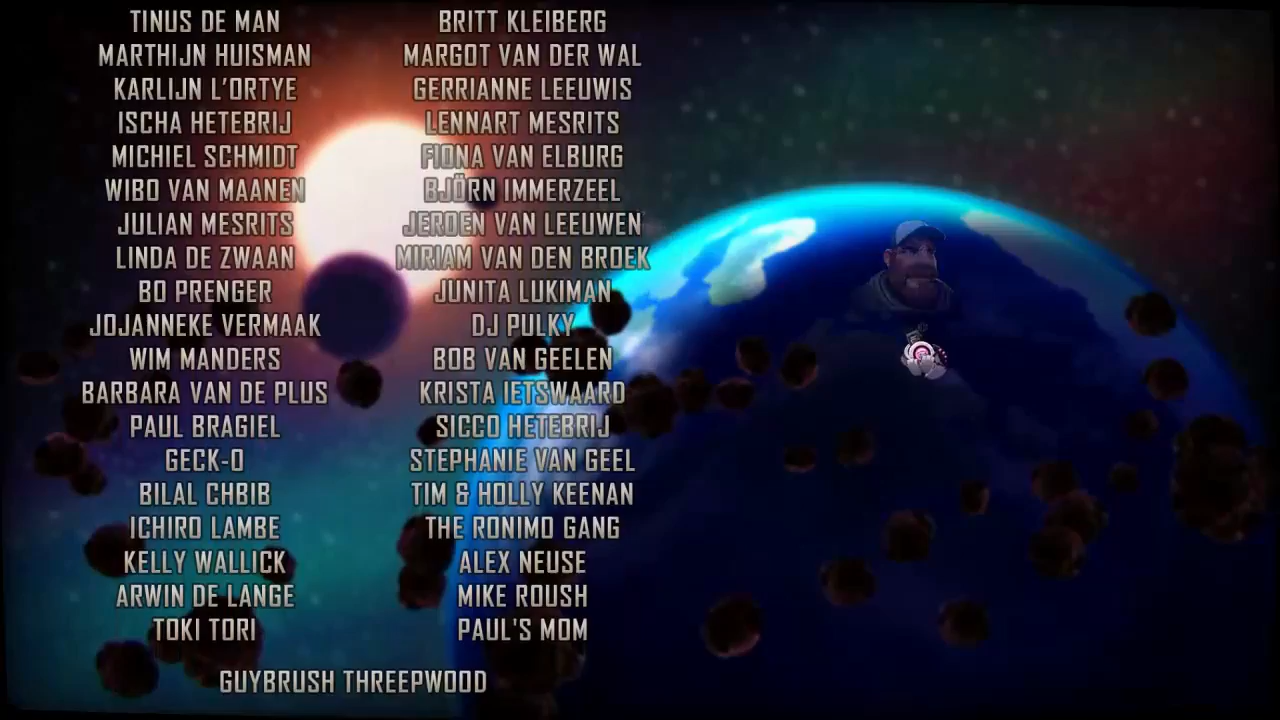 TINUS DE MAN
MARTHIJN HUISMAN
KARLIJN L'ORTYE
ISCHA HETEBRIJ
MICHIEL SCHMIDT
WIBO VAN MAANEN
JULIAN MESRITS
LINDA DE ZWAAN
BO PRENGER
JOJANNEKE VERMAAK
WIM MANDERS
BARBARA VAN DE PLUS
PAUL BRAGIEL
GECK-O
BILAL CHBIB
ICHIRO LAMBE
KELLY WALLICK
ARWIN DE LANGE
TOKI TORI
BRITT KLEIBERG
MARGOT VAN DER WAL
GERRIANNE LEEUWIS
LENNART MESRITS
FIONA VAN ELBURG
BJÖRN IMMERZEEL
JEROEN VAN LEEUWEN
MIRIAM VAN DEN BROEK
JUNITA LUKIMAN
DJ PULKY
BOB VAN GEELEN
KRISTA IETSWAARD
SICCO HETEBRIJ
STEPHANIE VAN GEEL
TIM & HOLLY KEENAN
THE RONIMO GANG
ALEX NEUSE
MIKE ROUSH
PAUL'S MOM
GUYBRUSH THREEPWOOD